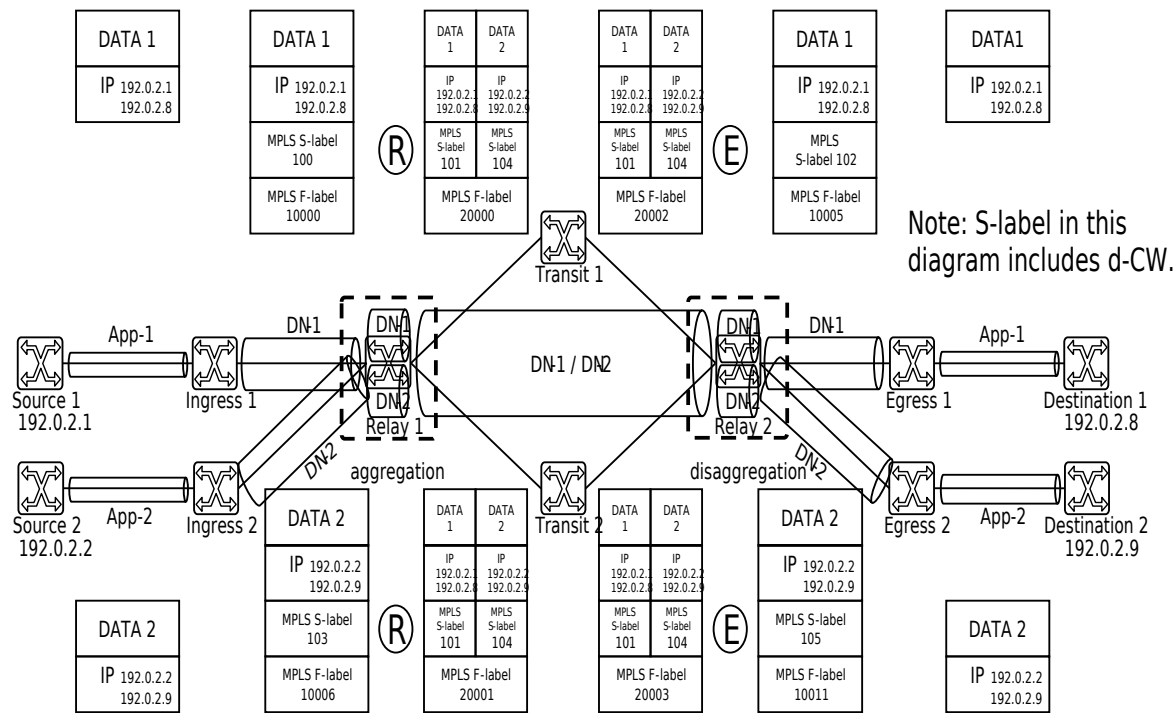 DATA 1
IP 192.0.2.1
192.0.2.8
DATA 1
IP 192.0.2.1
192.0.2.8
MPLS S-label
100
MPLS F-label
10000
R
DATA
1
DATA
2
IP
192.0.2.1
192.0.2.8
IP
192.0.2.2
192.0.2.9
MPLS
S-label
101
MPLS
S-label
104
MPLS F-label
20000
DATA
1
DATA
2
IP
192.0.2.1
192.0.2.8
IP
192.0.2.2
192.0.2.9
MPLS
S-label
101
MPLS
S-label
104
MPLS F-label
20002
E
DATA 1
IP 192.0.2.1
192.0.2.8
MPLS
S-label 102
MPLS F-label
10005
DATA1
IP 192.0.2.1
192.0.2.8
Note: S-label in this
diagram includes d-CW.
Transit 1
App-1
DN-1
DN-1
DN-1 / DN-2
DN-1
DN-1
App-1
Source 1
192.0.2.1
Ingress 1
DN-2
Relay 1
DN-2
Relay 2
Egress 1
Destination 1
192.0.2.8
DN-2
aggregation
disaggregation
DN-2
App-2
App-2
Source 2
192.0.2.2
Ingress 2
Transit 2
Egress 2
Destination 2
192.0.2.9
DATA 2
IP 192.0.2.2
192.0.2.9
DATA 2
IP 192.0.2.2
192.0.2.9
MPLS S-label
103
MPLS F-label
10006
R
DATA
1
DATA
2
IP
192.0.2.1
192.0.2.8
IP
192.0.2.2
192.0.2.9
MPLS
S-label
101
MPLS
S-label
104
MPLS F-label
20001
DATA
1
DATA
2
IP
192.0.2.1
192.0.2.8
IP
192.0.2.2
192.0.2.9
MPLS
S-label
101
MPLS
S-label
104
MPLS F-label
20003
E
DATA 2
IP 192.0.2.2
192.0.2.9
MPLS S-label
105
MPLS F-label
10011
DATA 2
IP 192.0.2.2
192.0.2.9